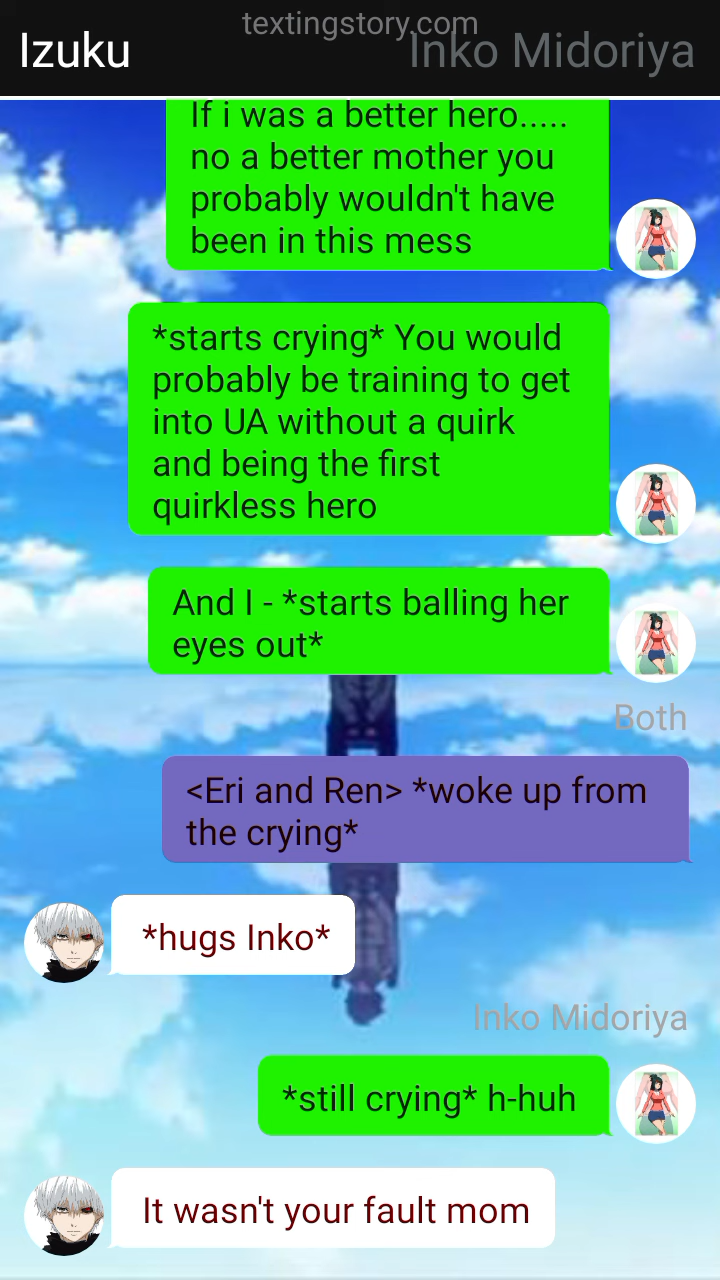 textingstory.com
Izuku
Inko Midoriya
If i was a better hero.....
no a better mother you
probably wouldn't have
been in this mess
*starts crying* You would
probably be training to get
into UA without a quirk
and being the first
quirkless hero
And I - *starts balling her
eyes out*
Both
<Eri and Ren> *woke up from
the crying*
*hugs Inko*
Inko Midoriya
*still crying* h-huh
It wasn't your fault mom